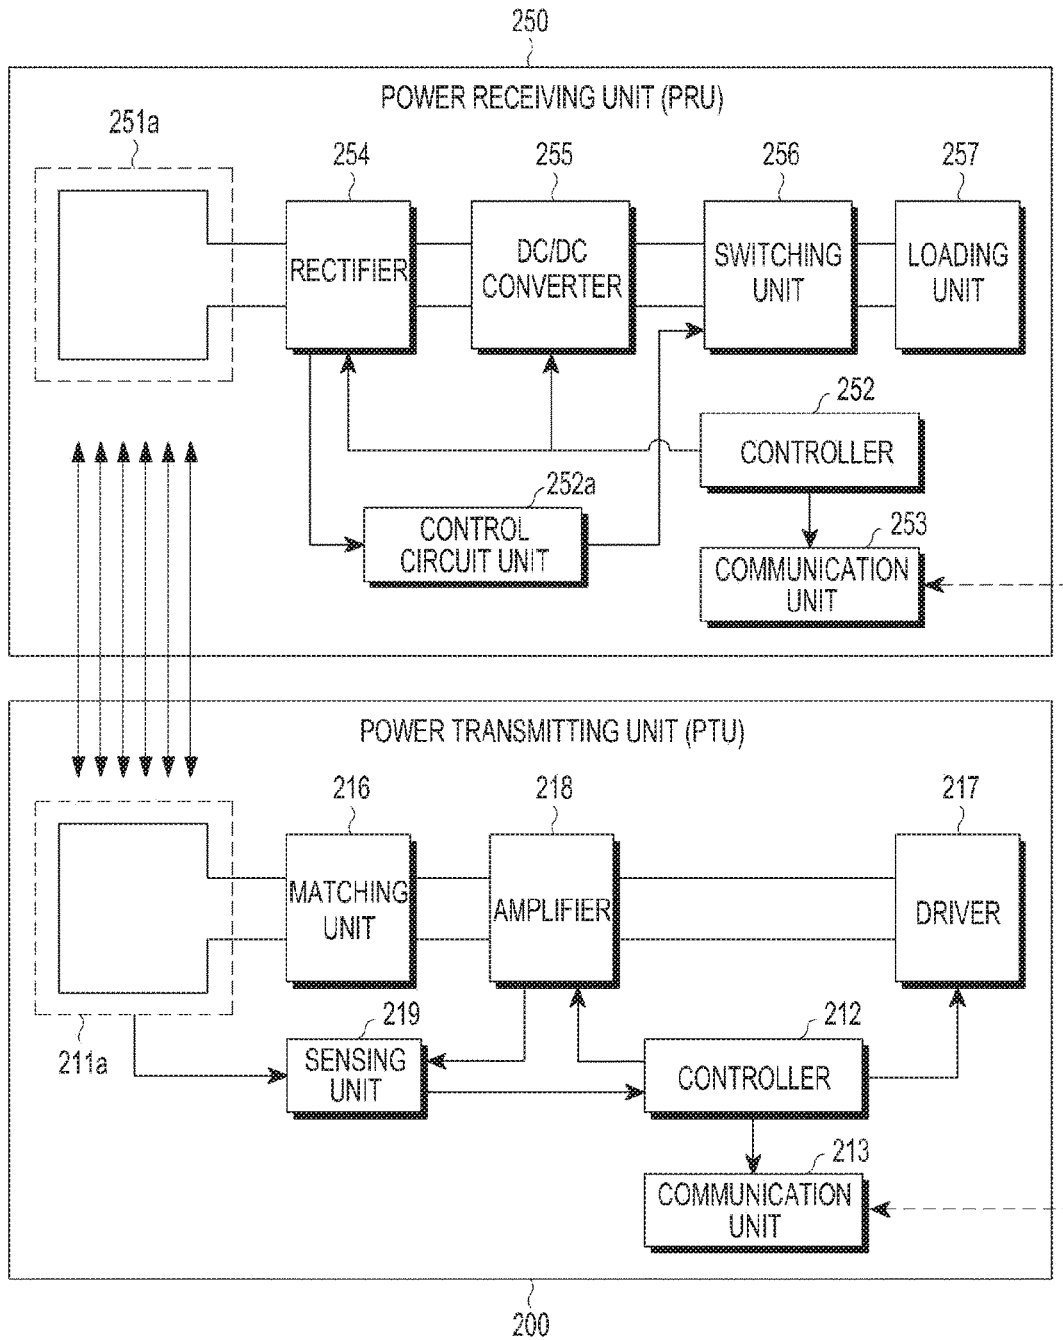 250
POWER RECEIVING UNIT (PRU)
251a
254
255
256
257
RECTIFIER
DC/DC
CONVERTER
SWITCHING
UNIT
LOADING
UNIT
252
CONTROLLER
252a
CONTROL
CIRCUIT UNIT
253
COMMUNICATION
UNIT
POWER TRANSMITTING UNIT (PTU)
216
218
217
MATCHING
UNIT
AMPLIFIER
DRIVER
211a
219
SENSING
UNIT
212
CONTROLLER
213
COMMUNICATION
UNIT
200